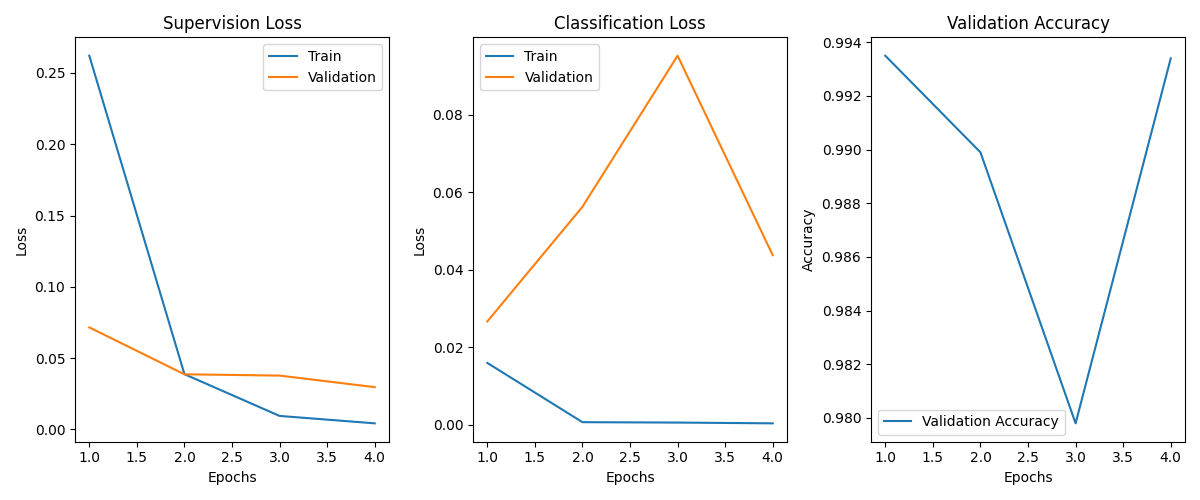 Supervision Loss
Train
Validation
0.25
0.20
0.15
0.10
0.05
0.00
Loss
1.0 1.5 2.0 2.5 3.0 3.5 4.0
Epochs
Classification Loss
Train
Validation
0.08
0.06
0.04
0.02
0.00
Loss
1.0 1.5 2.0 2.5 3.0 3.5 4.0
Epochs
Validation Accuracy
0.994
0.992
0.990
0.988
0.986
0.984
0.982
0.980
Accuracy
Validation Accuracy
1.0 1.5 2.0 2.5 3.0 3.5 4.0
Epochs